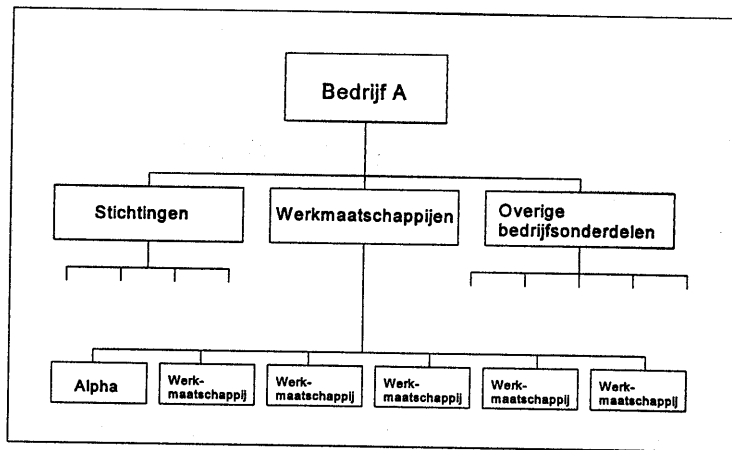 Bedrijf A
Stichtingen
Werkmaatschappijen
Overige
bedrijfsonderdelen
Alpha
Werk-
maatschappij
Werk-
maatschappij
Werk-
maatschappij
Werk-
maatschappij
Werk-
maatschappij